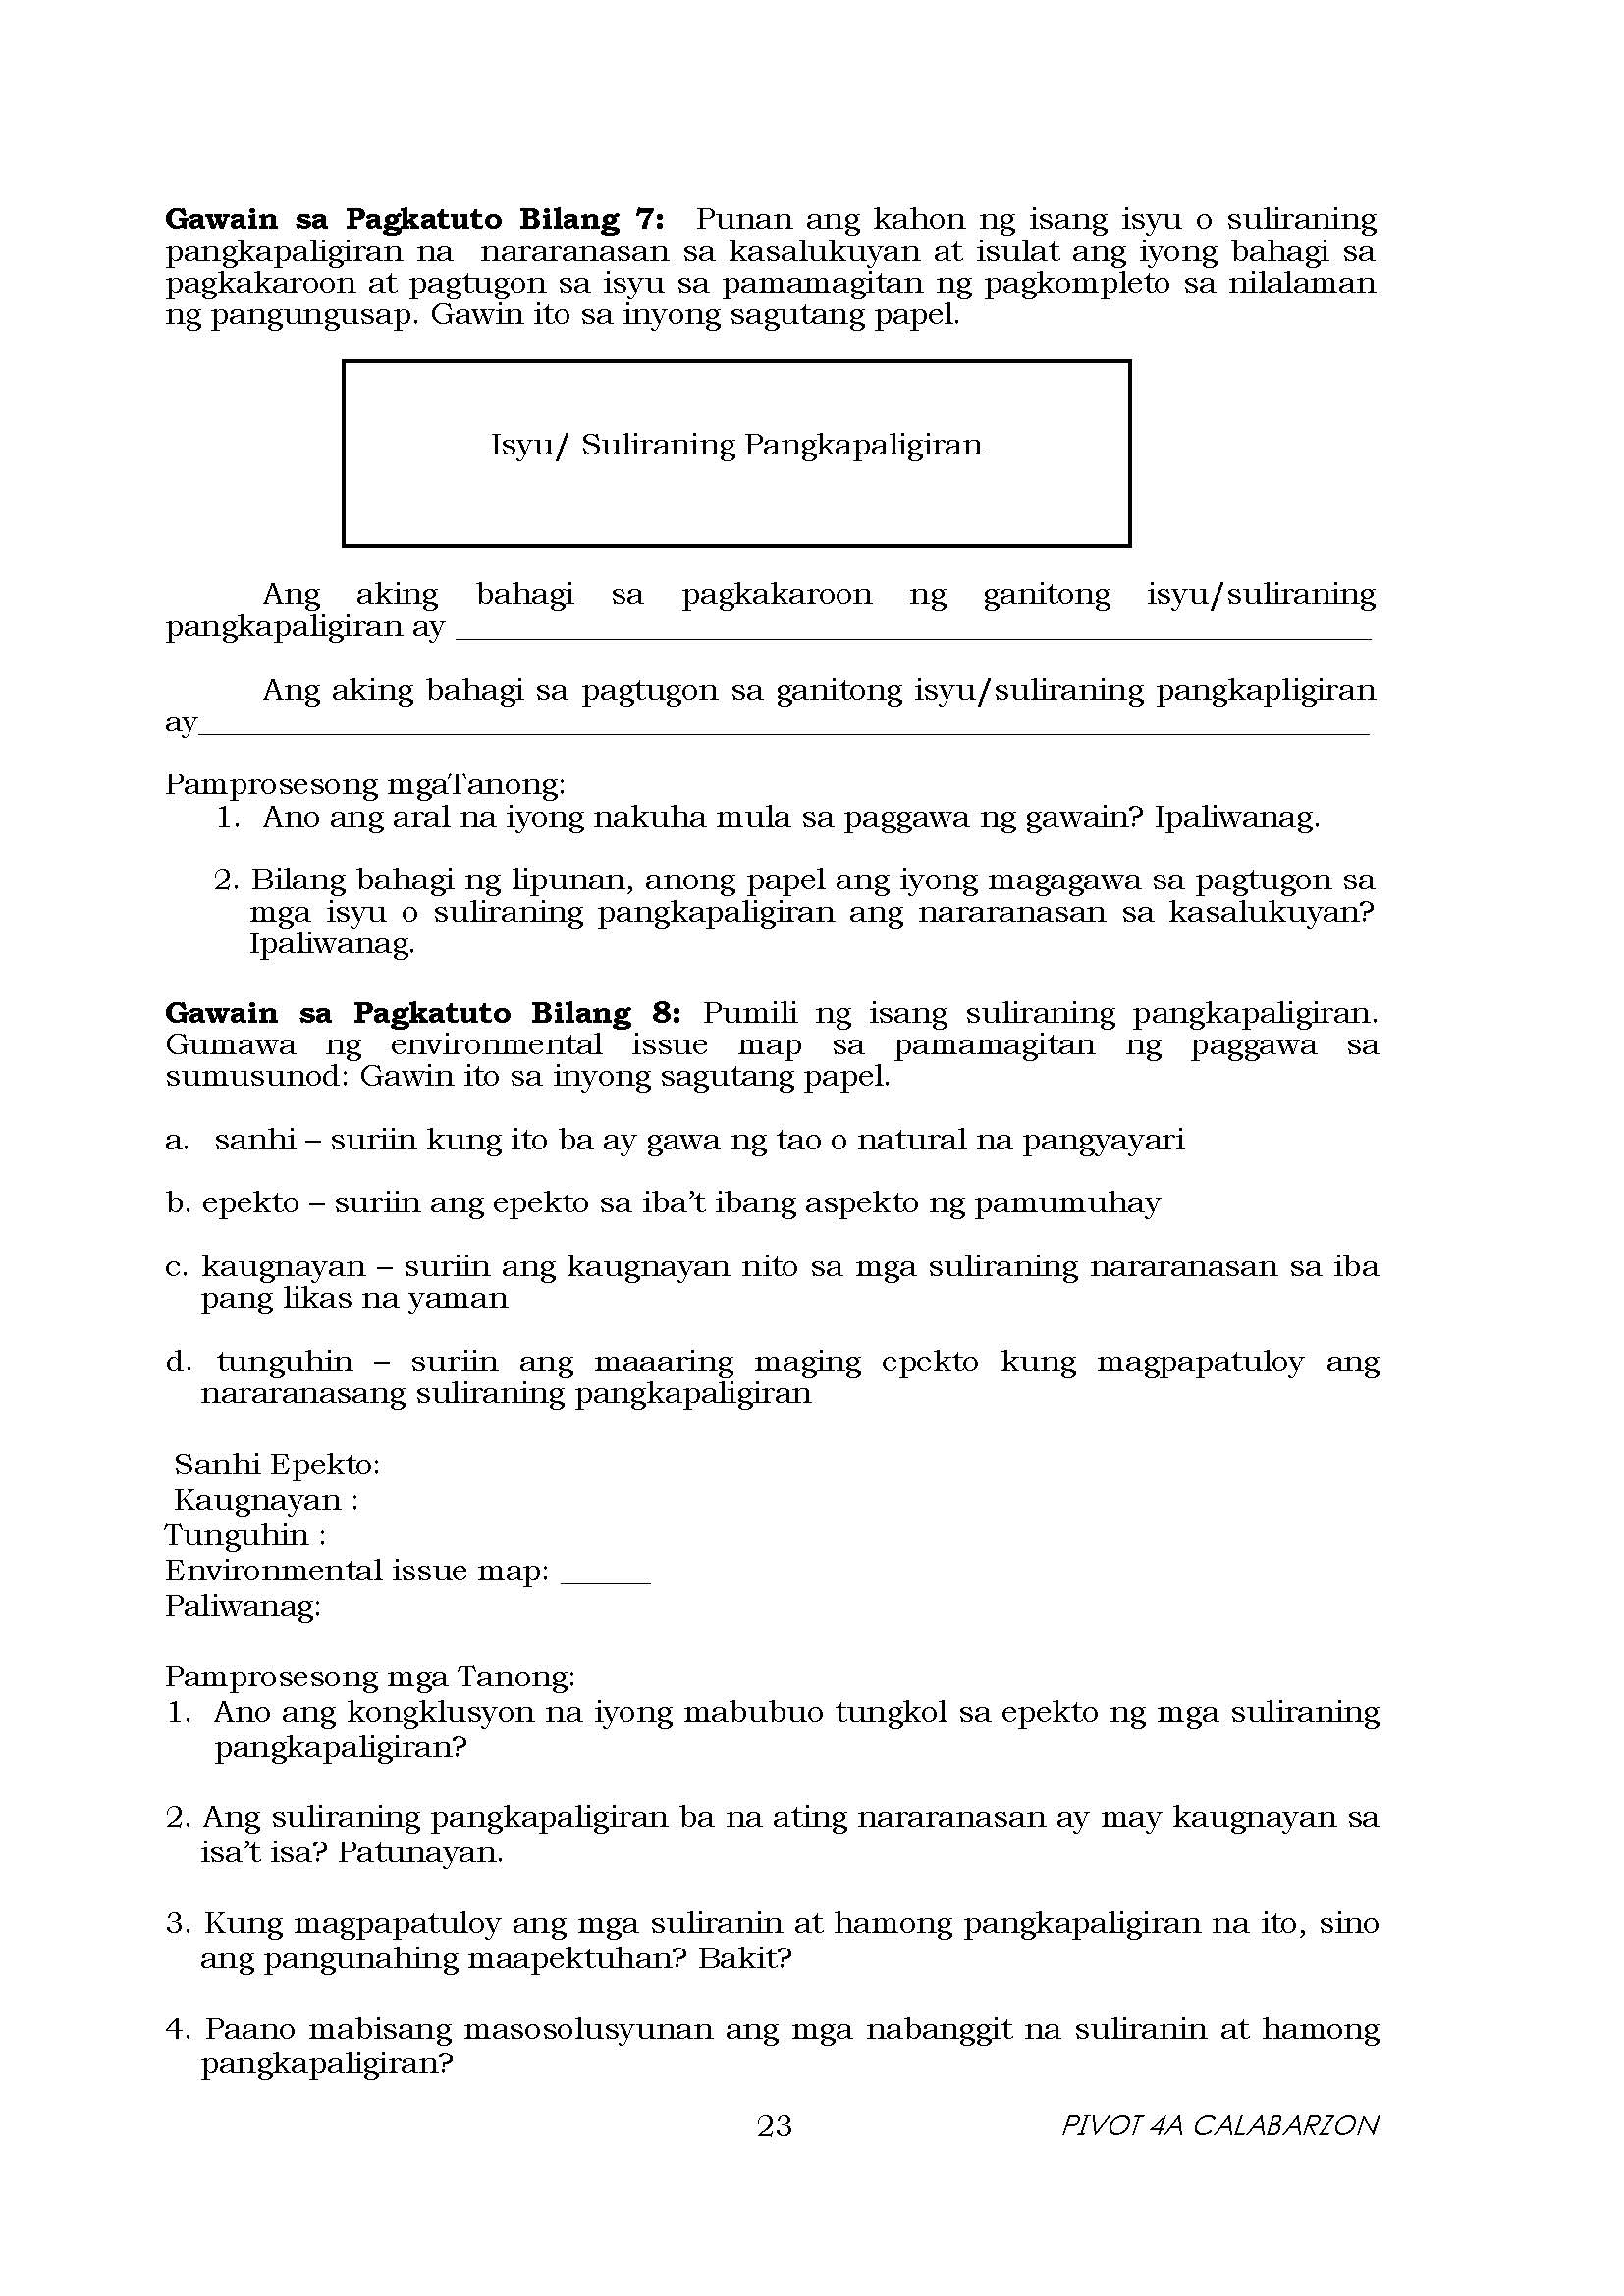 Gawain sa Pagkatuto Bilang 7: Punan ang kahon ng isang isyu o suliraning
pangkapaligiran na nararanasan sa kasalukuyan at isulat ang iyong bahagi sa
pagkakaroon at pagtugon sa isyu sa pamamagitan ng pagkompleto sa nilalaman
ng pangungusap. Gawin ito sa inyong sagutang papel.
Isyu/ Suliraning Pangkapaligiran
Ang aking bahagi sa pagkakaroon ng ganitong isyu/suliraning
pangkapaligiran ay ______________________________
Ang aking bahagi sa pagtugon sa ganitong isyu/suliraning pangkapligiran
ay______________________________
Pamprosesong mgaTanong:
1. Ano ang aral na iyong nakuha mula sa paggawa ng gawain? Ipaliwanag.
2. Bilang bahagi ng lipunan, anong papel ang iyong magagawa sa pagtugon sa
mga isyu o suliraning pangkapaligiran ang nararanasan sa kasalukuyan?
Ipaliwanag.
Gawain sa Pagkatuto Bilang 8: Pumili ng isang suliraning pangkapaligiran.
Gumawa ng environmental issue map sa pamamagitan ng paggawa sa
sumusunod: Gawin ito sa inyong sagutang papel.
a. sanhi – suriin kung ito ba ay gawa ng tao o natural na pangyayari
b. epekto – suriin ang epekto sa iba’t ibang aspekto ng pamumuhay
c. kaugnayan – suriin ang kaugnayan nito sa mga suliraning nararanasan sa iba
pang likas na yaman
d. tunguhin – suriin ang maaaring maging epekto kung magpapatuloy ang
nararanasang suliraning pangkapaligiran
Sanhi Epekto:
Kaugnayan :
Tunguhin :
Environmental issue map: ______
Paliwanag:
Pamprosesong mga Tanong:
1. Ano ang kongklusyon na iyong mabubuo tungkol sa epekto ng mga suliraning
pangkapaligiran?
2. Ang suliraning pangkapaligiran ba na ating nararanasan ay may kaugnayan sa
isa’t isa? Patunayan.
3. Kung magpapatuloy ang mga suliranin at hamong pangkapaligiran na ito, sino
ang pangunahing maapektuhan? Bakit?
4. Paano mabisang masosolusyunan ang mga nabanggit na suliranin at hamong
pangkapaligiran?
23
PIVOT 4A CALABARZON